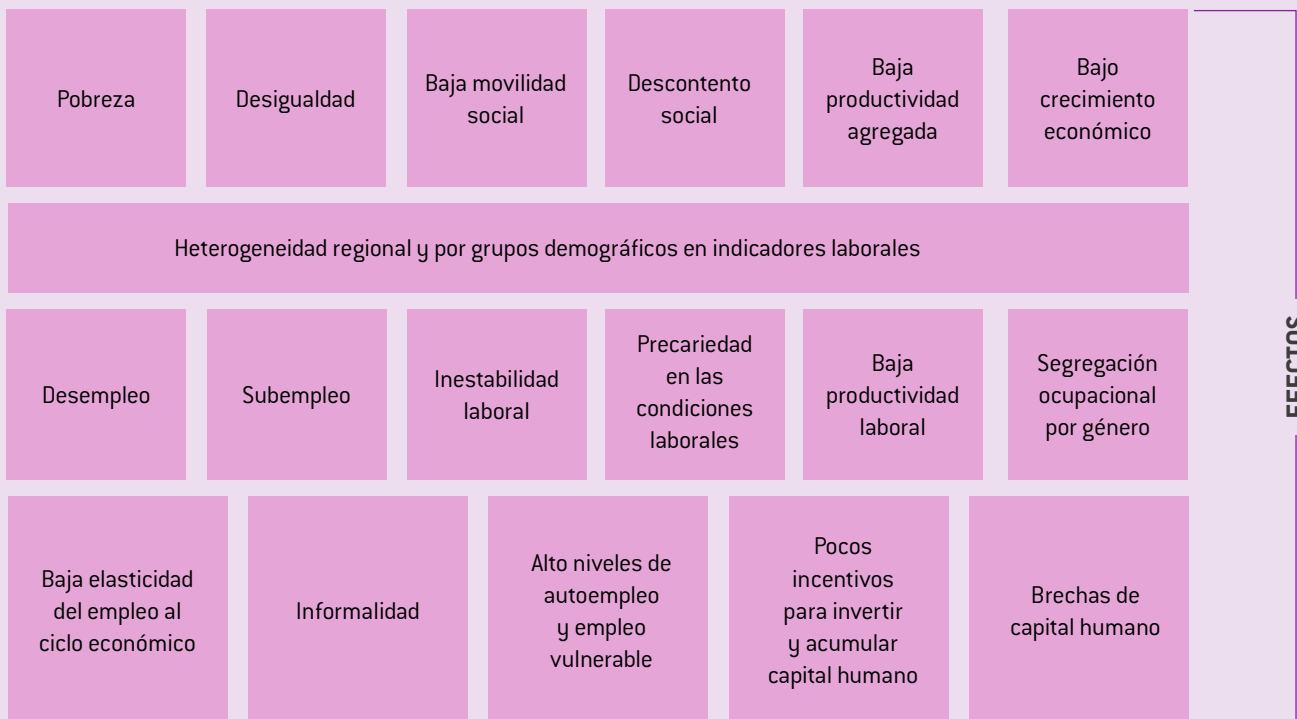 Pobreza
Desigualdad
Baja movilidad
social
Descontento
social
Baja
productividad
agregada
Bajo
crecimiento
económico
Heterogeneidad regional y por grupos demográficos en indicadores laborales
Desempleo
Subempleo
Inestabilidad
laboral
Precariedad
en las
condiciones
laborales
Baja
productividad
laboral
Segregación
ocupacional
por género
Baja elasticidad
del empleo al
ciclo económico
Informalidad
Alto niveles de
autoempleo
y empleo
vulnerable
Pocos
incentivos
para invertir
y acumular
capital humano
Brechas de
capital humano
EFECTOS